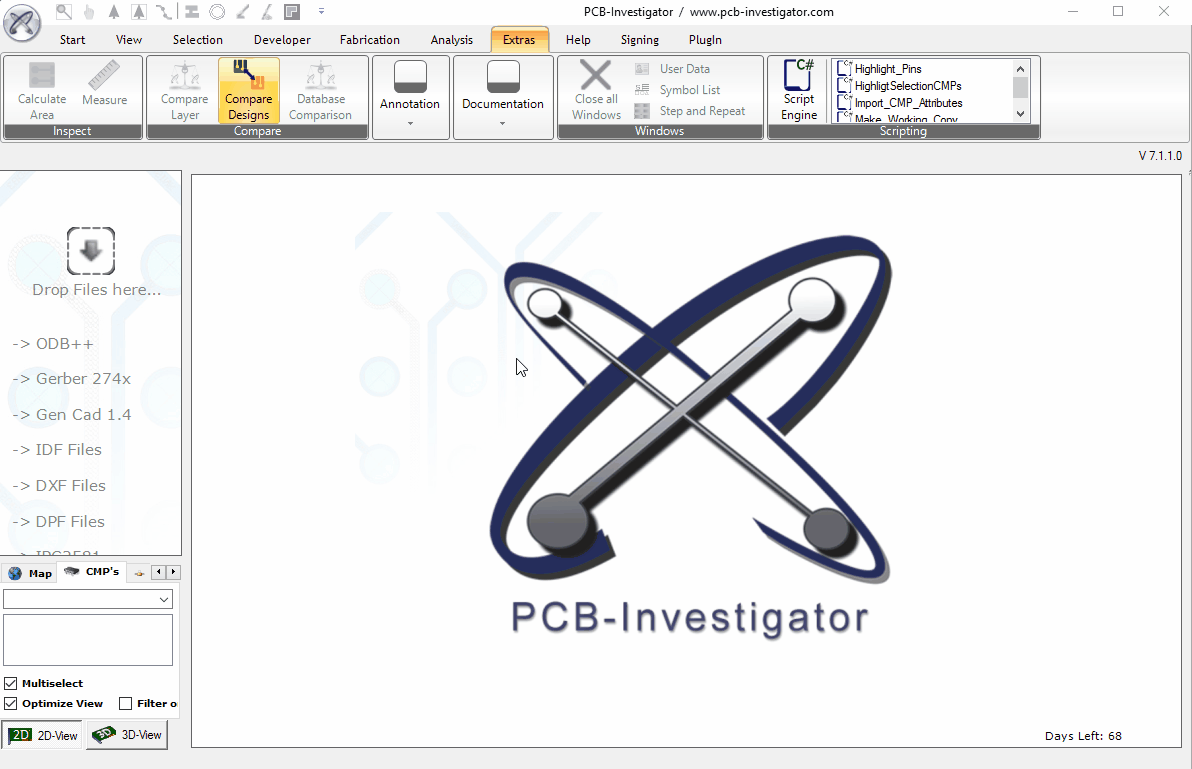 PCB-Investigator / www.pcb-investigator.com
Start View Selection Developer Fabrication Analysis Extras Help Signing PlugIn
Calculate Area
Measure
Inspect
Compare Layer
Compare Designs
Database Comparison
Compare
Annotation
Documentation
Close all Windows
User Data
Symbol List
Step and Repeat
Windows
C#
Script Engine
Highlight_Pins
HighligtSelectionCMPs
Import_CMP_Attributes
Make_Working_Copy
Scripting
V 7.1.1.0
Drop Files here...
-> ODB++
-> Gerber 274x
-> Gen Cad 1.4
-> IDF Files
-> DXF Files
-> DPF Files
Map CMP's
Multiselect
Optimize View Filter o
2D 2D-View 3D 3D-View
PCB-Investigator
Days Left: 68